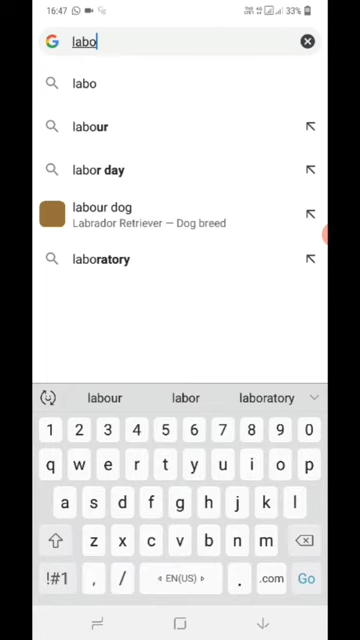 16:47 33%
labo
labo
labour
labor day
labour dog
Labrador Retriever — Dog breed
laboratory
labour labor laboratory
1 2 3 4 5 6 7 8 9 0
q w e r t y u i o p
a s d f g h j k l
z x c v b n m
!#1 , / EN(US) . .com Go